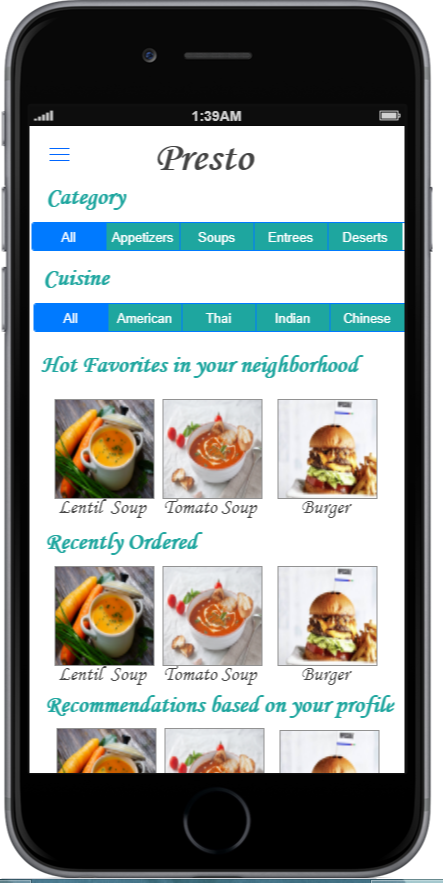 1:39AM
Presto
Category
All Appetizers Soups Entrees Deserts
Cuisine
All American Thai Indian Chinese
Hot Favorites in your neighborhood
Lentil Soup Tomato Soup Burger
Recently Ordered
Lentil Soup Tomato Soup Burger
Recommendations based on your profile